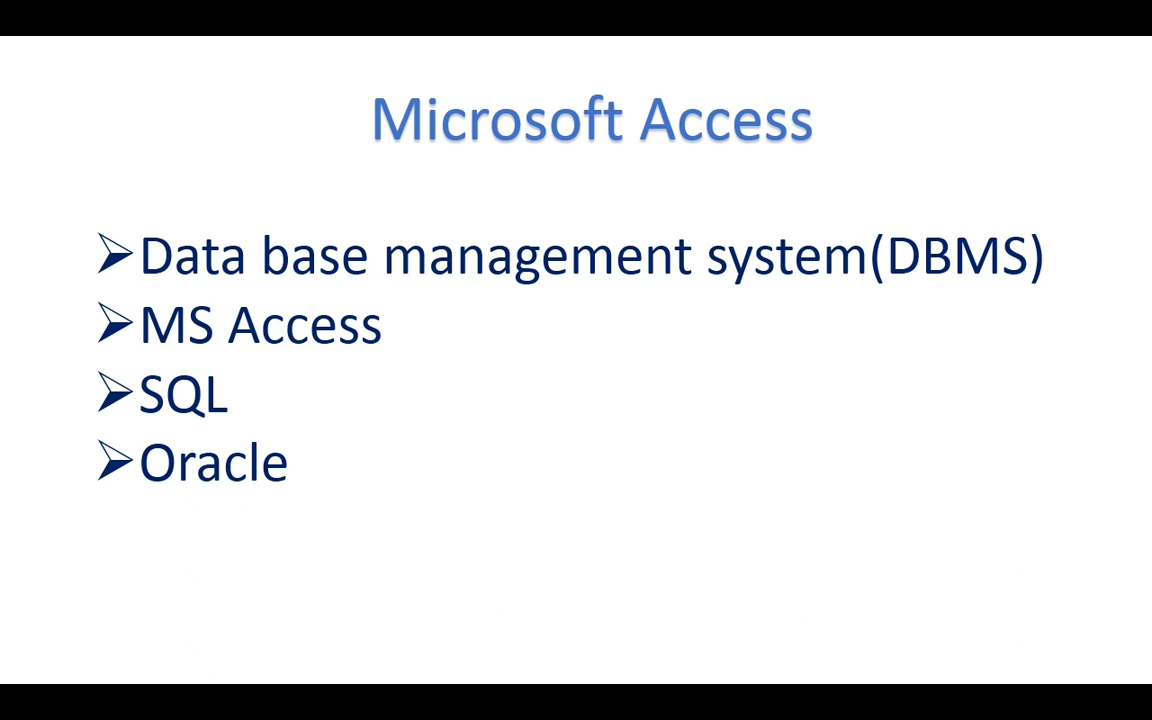 Microsoft Access
Data base management system(DBMS)
MS Access
SQL
Oracle